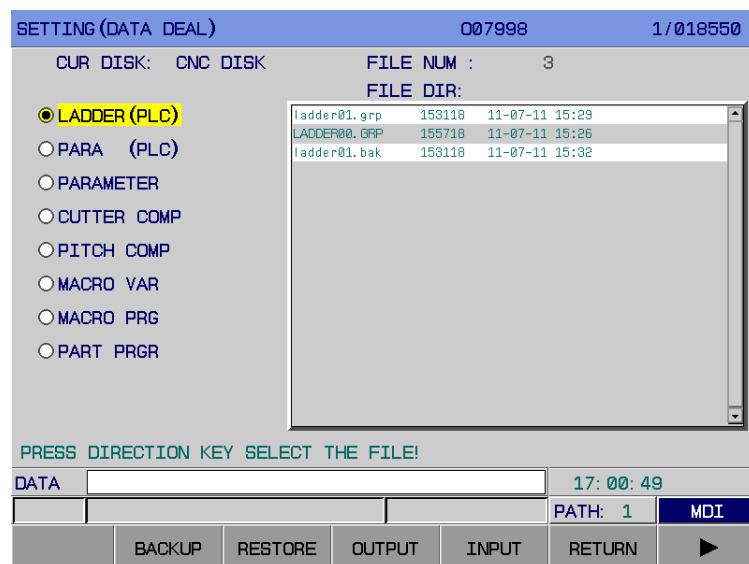 SETTING(DATA DEAL) O07998 1/018550
CUR DISK: CNC DISK FILE NUM : 3
FILE DIR:
LADDER(PLC)
PARA (PLC)
PARAMETER
CUTTER COMP
PITCH COMP
MACRO VAR
MACRO PRG
PART PRGR
ladder01.grp 153118 11-07-11 15:29
LADDER00.GRP 155718 11-07-11 15:26
ladder01.bak 153118 11-07-11 15:32
PRESS DIRECTION KEY SELECT THE FILE!
DATA 17:00:49
PATH: 1 MDI
BACKUP RESTORE OUTPUT INPUT RETURN